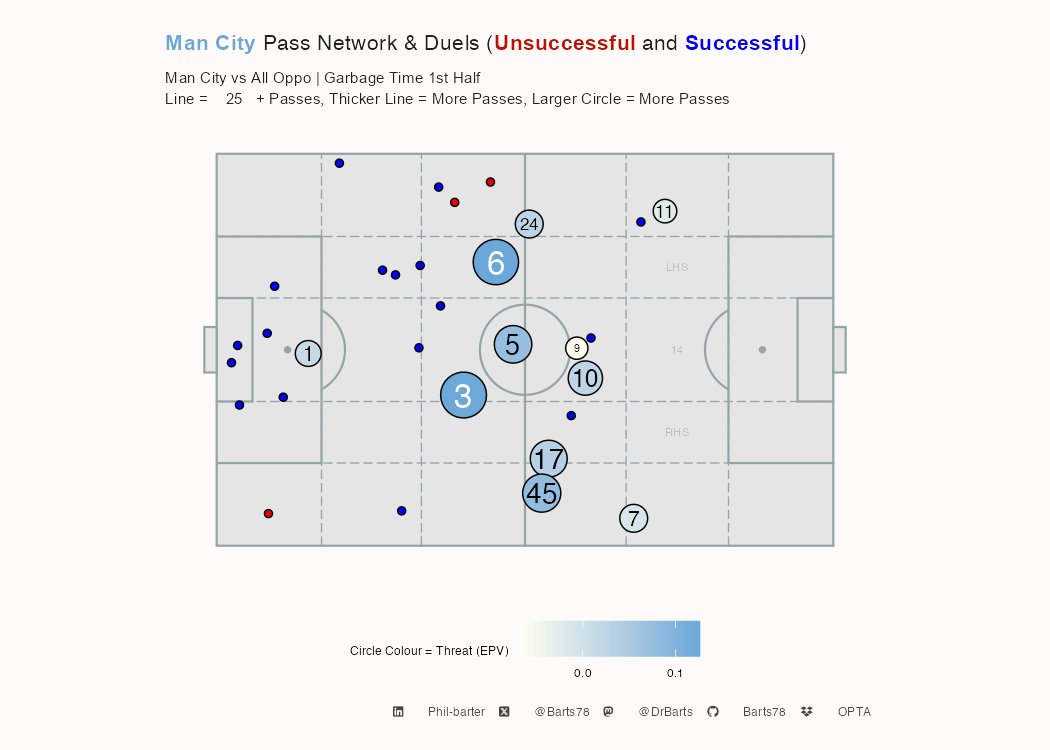 Man City Pass Network & Duels (Unsuccessful and Successful)
Man City vs All Oppo | Garbage Time 1st Half
Line = 25 + Passes, Thicker Line = More Passes, Larger Circle = More Passes
11
24
6
LHS
5
9
14
1
10
3
RHS
17
45
7
Circle Colour = Threat (EPV)
0.0 0.1
Phil-barter @Barts78 @DrBarts Barts78 OPTA